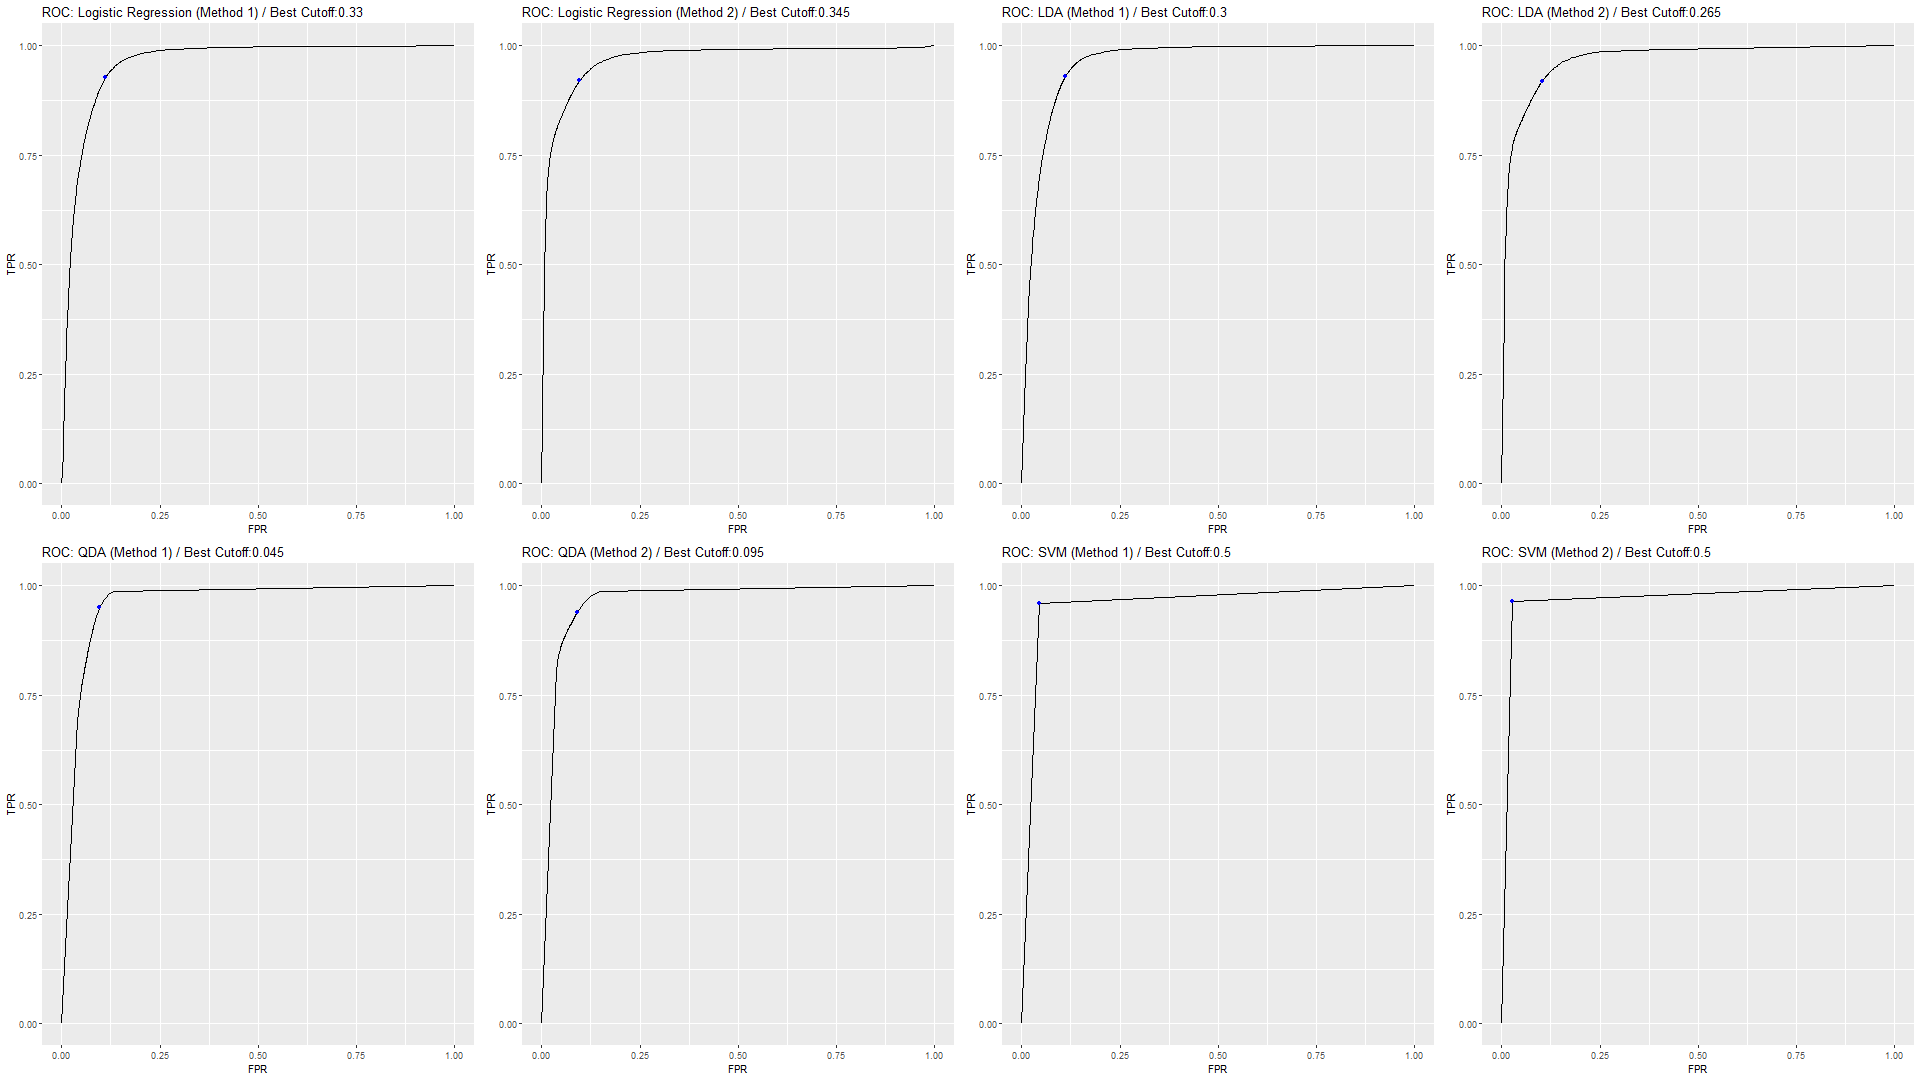 ROC: Logistic Regression (Method 1) / Best Cutoff:0.33
1.00
0.75
0.50
0.25
0.00
TPR
0.00 0.25 0.50 0.75 1.00
FPR
ROC: Logistic Regression (Method 2) / Best Cutoff:0.345
1.00
0.75
0.50
0.25
0.00
TPR
0.00 0.25 0.50 0.75 1.00
FPR
ROC: LDA (Method 1) / Best Cutoff:0.3
1.00
0.75
0.50
0.25
0.00
TPR
0.00 0.25 0.50 0.75 1.00
FPR
ROC: LDA (Method 2) / Best Cutoff:0.265
1.00
0.75
0.50
0.25
0.00
TPR
0.00 0.25 0.50 0.75 1.00
FPR
ROC: QDA (Method 1) / Best Cutoff:0.045
1.00
0.75
0.50
0.25
0.00
TPR
0.00 0.25 0.50 0.75 1.00
FPR
ROC: QDA (Method 2) / Best Cutoff:0.095
1.00
0.75
0.50
0.25
0.00
TPR
0.00 0.25 0.50 0.75 1.00
FPR
ROC: SVM (Method 1) / Best Cutoff:0.5
1.00
0.75
0.50
0.25
0.00
TPR
0.00 0.25 0.50 0.75 1.00
FPR
ROC: SVM (Method 2) / Best Cutoff:0.5
1.00
0.75
0.50
0.25
0.00
TPR
0.00 0.25 0.50 0.75 1.00
FPR